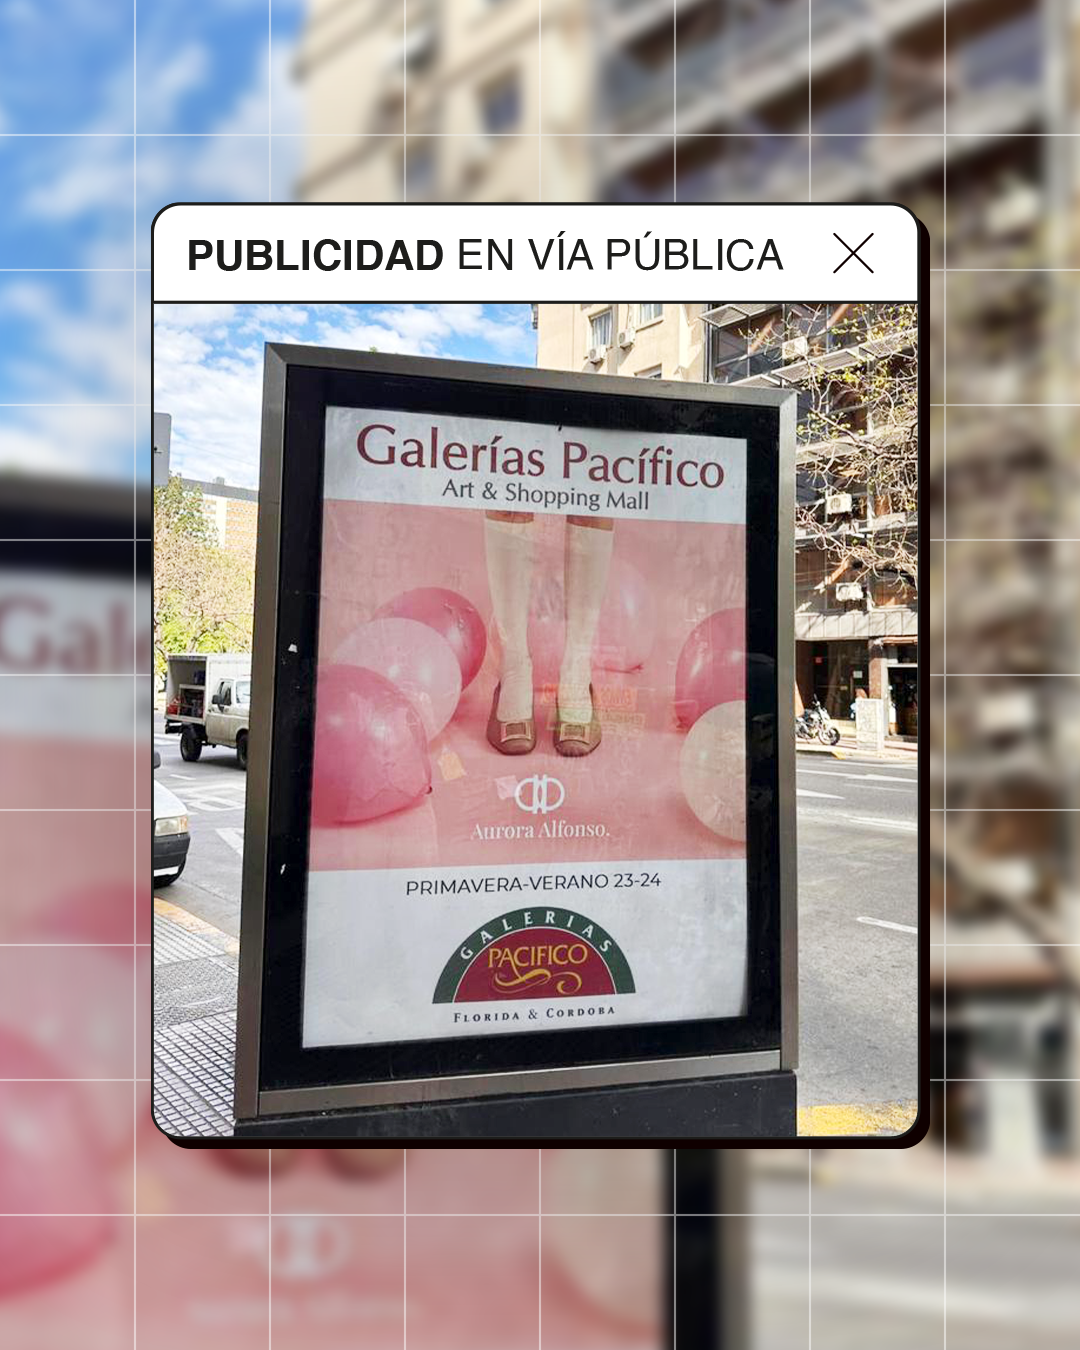 PUBLICIDAD EN VÍA PÚBLICA
Galerías Pacífico
Art & Shopping Mall
Aurora Alfonso.
PRIMAVERA-VERANO 23-24
GALERIAS
PACIFICO
FLORIDA & CORDOBA
Gale